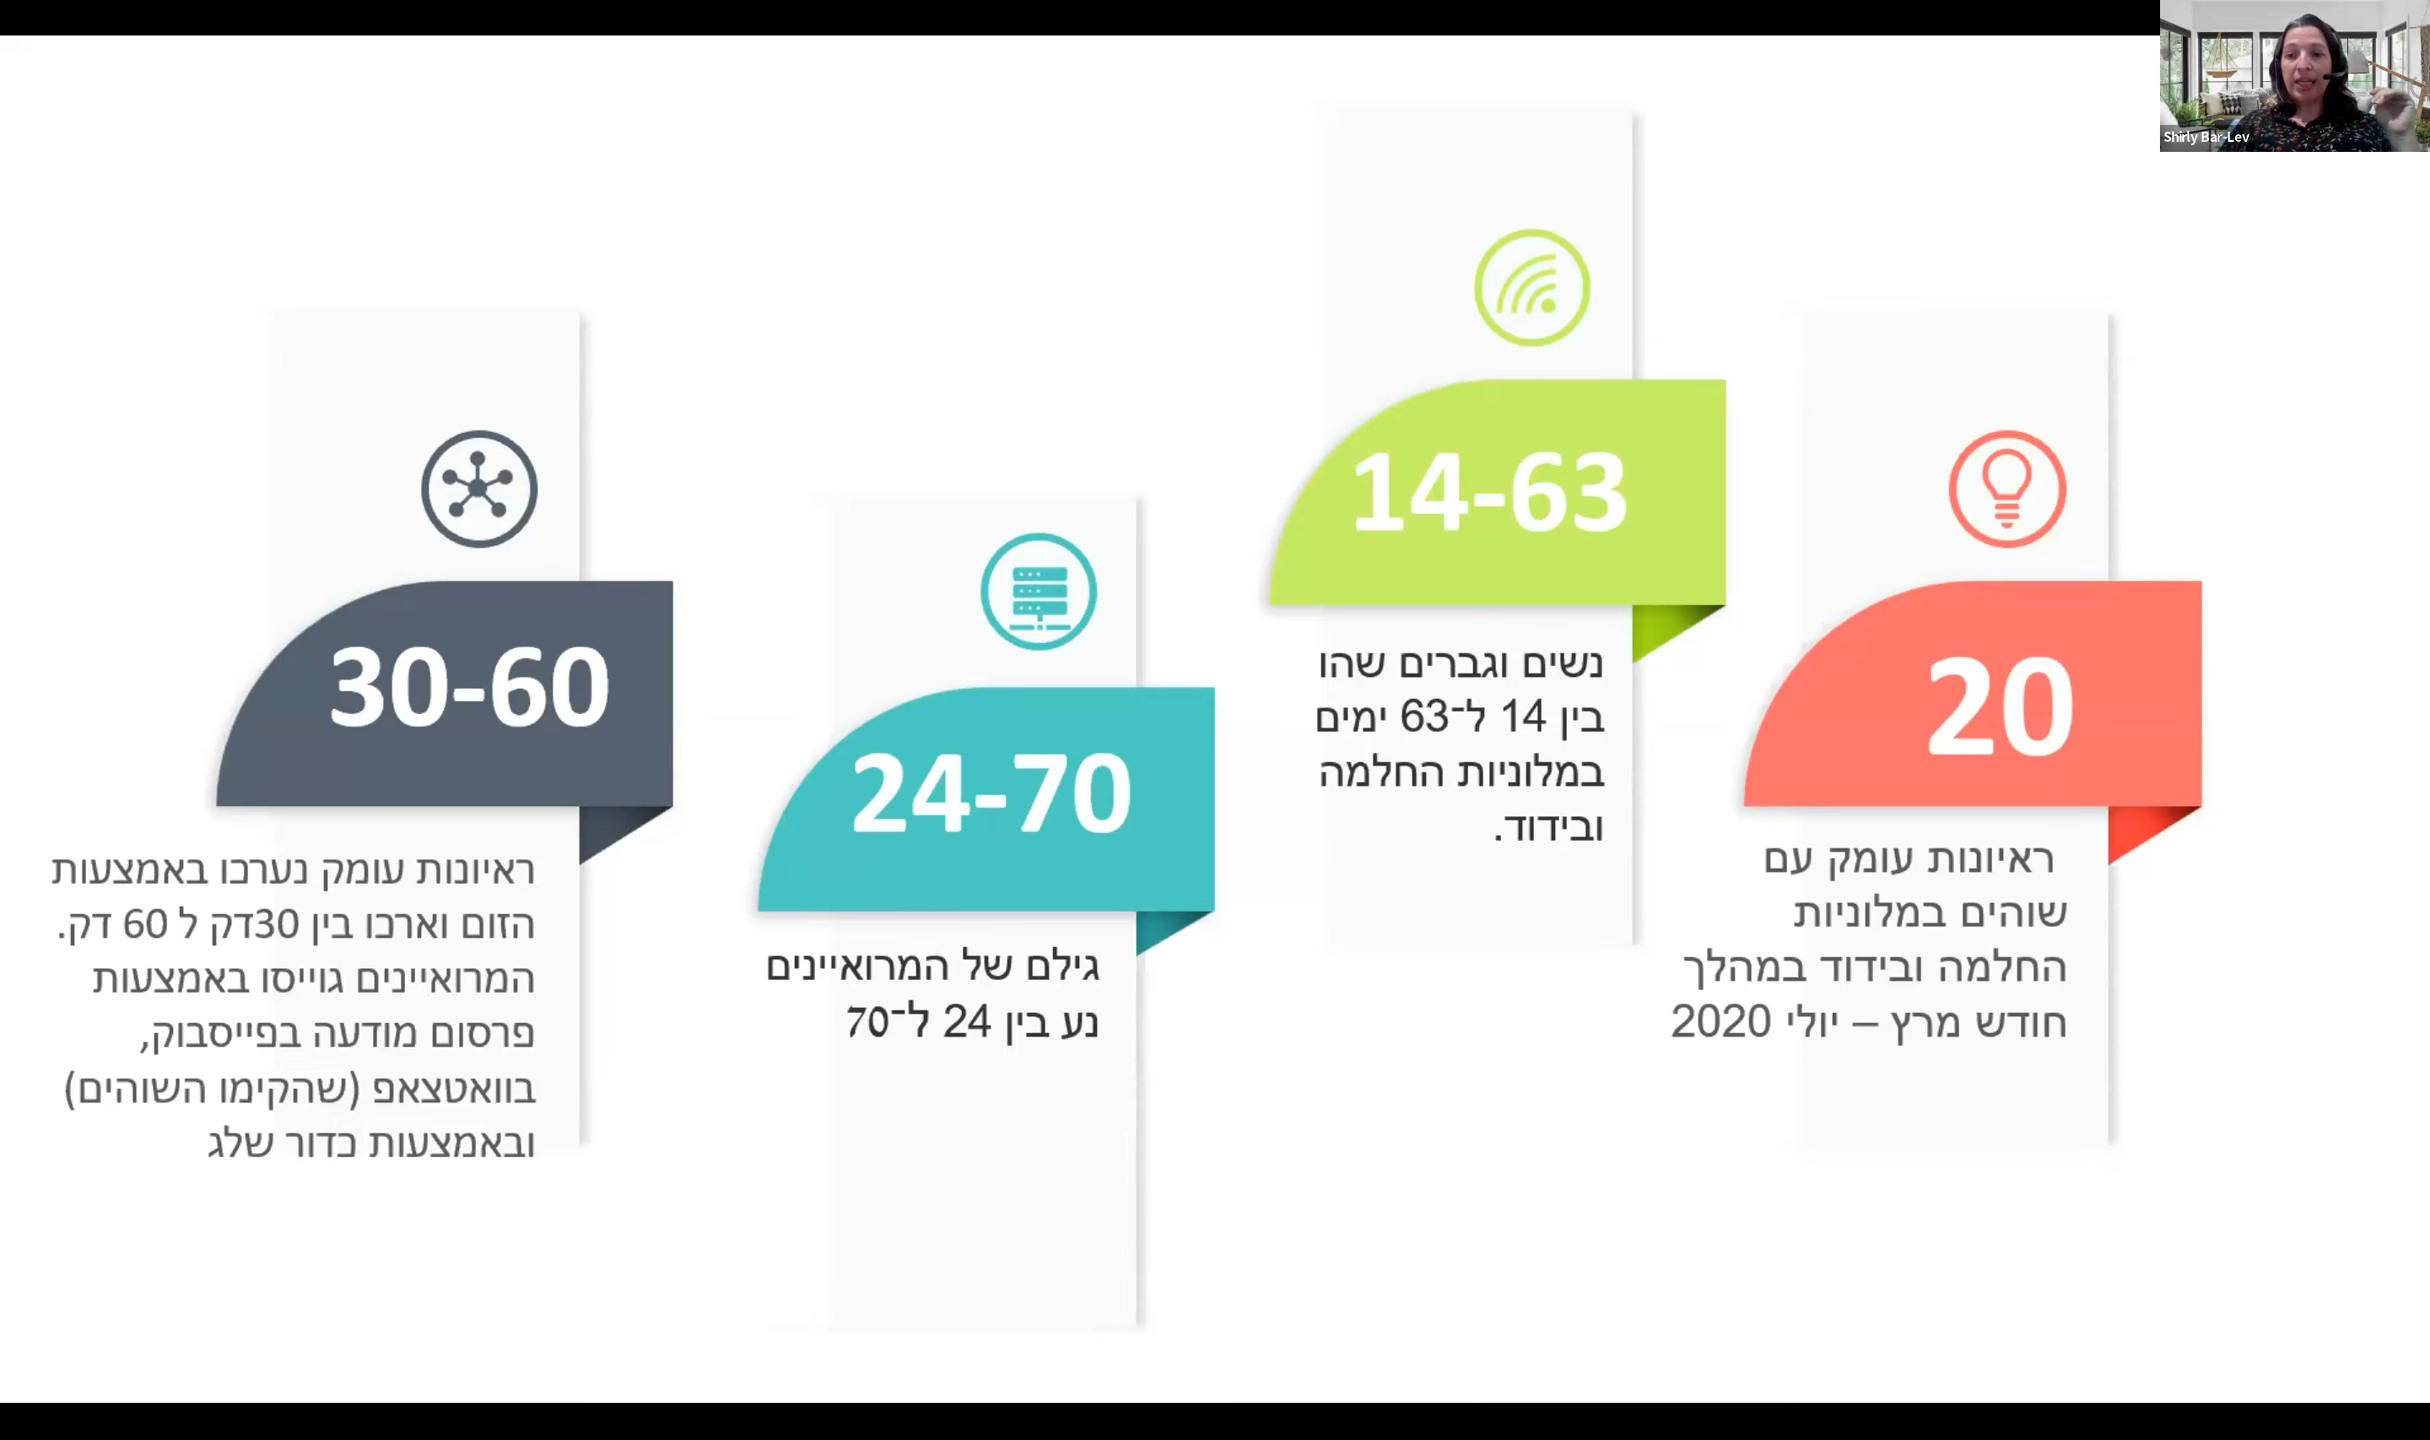 Shirly Bar-Lev
20
ראיונות עומק עם
שוהים במלוניות
החלמה ובידוד במהלך
חודש מרץ – יולי 2020
14-63
נשים וגברים שהו
בין 14 ל־63 ימים
במלוניות החלמה
ובידוד.
24-70
גילם של המרואיינים
נע בין 24 ל־70
30-60
ראיונות עומק נערכו באמצעות
הזום וארכו בין 30דק ל 60 דק.
המרואיינים גוייסו באמצעות
פרסום מודעה בפייסבוק,
בוואטצאפ (שהקימו השוהים)
ובאמצעות כדור שלג